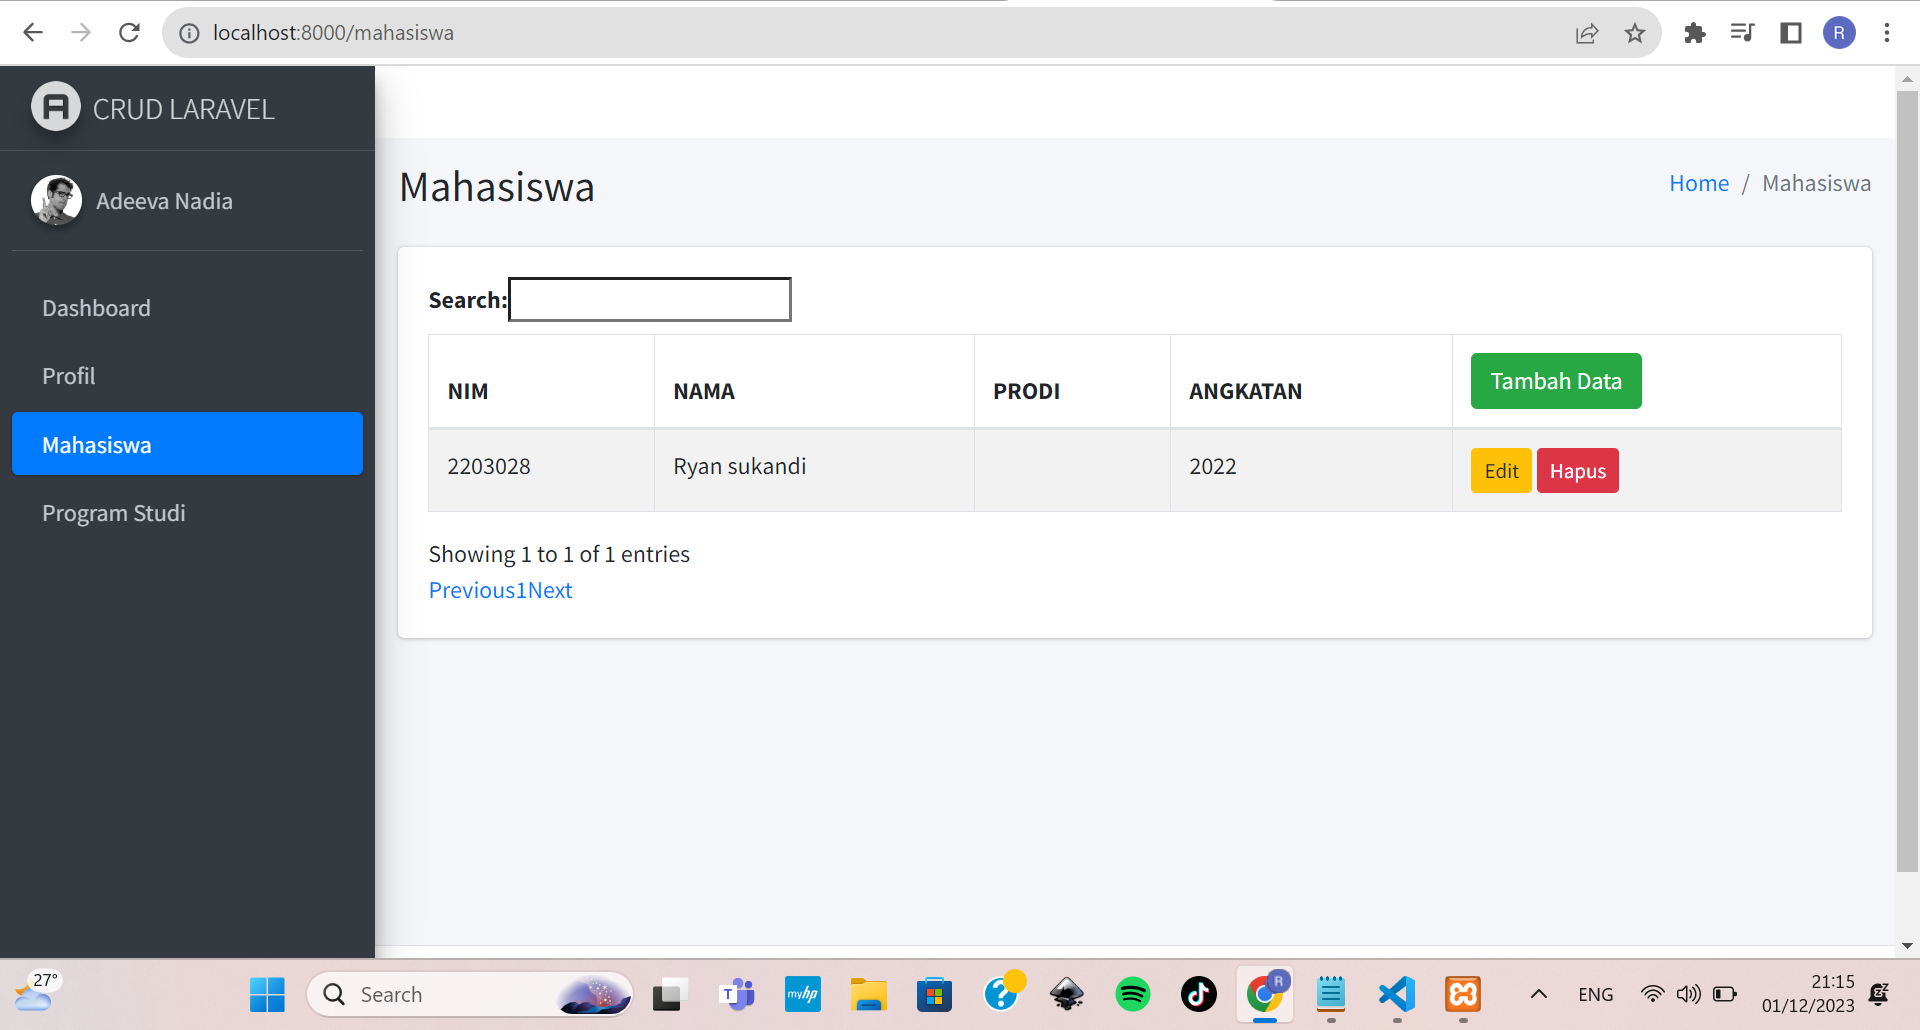 localhost:8000/mahasiswa
R
CRUD LARAVEL
Adeeva Nadia
Dashboard
Profil
Mahasiswa
Program Studi
Mahasiswa
Home / Mahasiswa
Search:
NIM NAMA PRODI ANGKATAN Tambah Data
2203028 Ryan sukandi 2022 Edit Hapus
Showing 1 to 1 of 1 entries
Previous1Next
27°
Search
T
myhp
R
ENG
21:15
01/12/2023